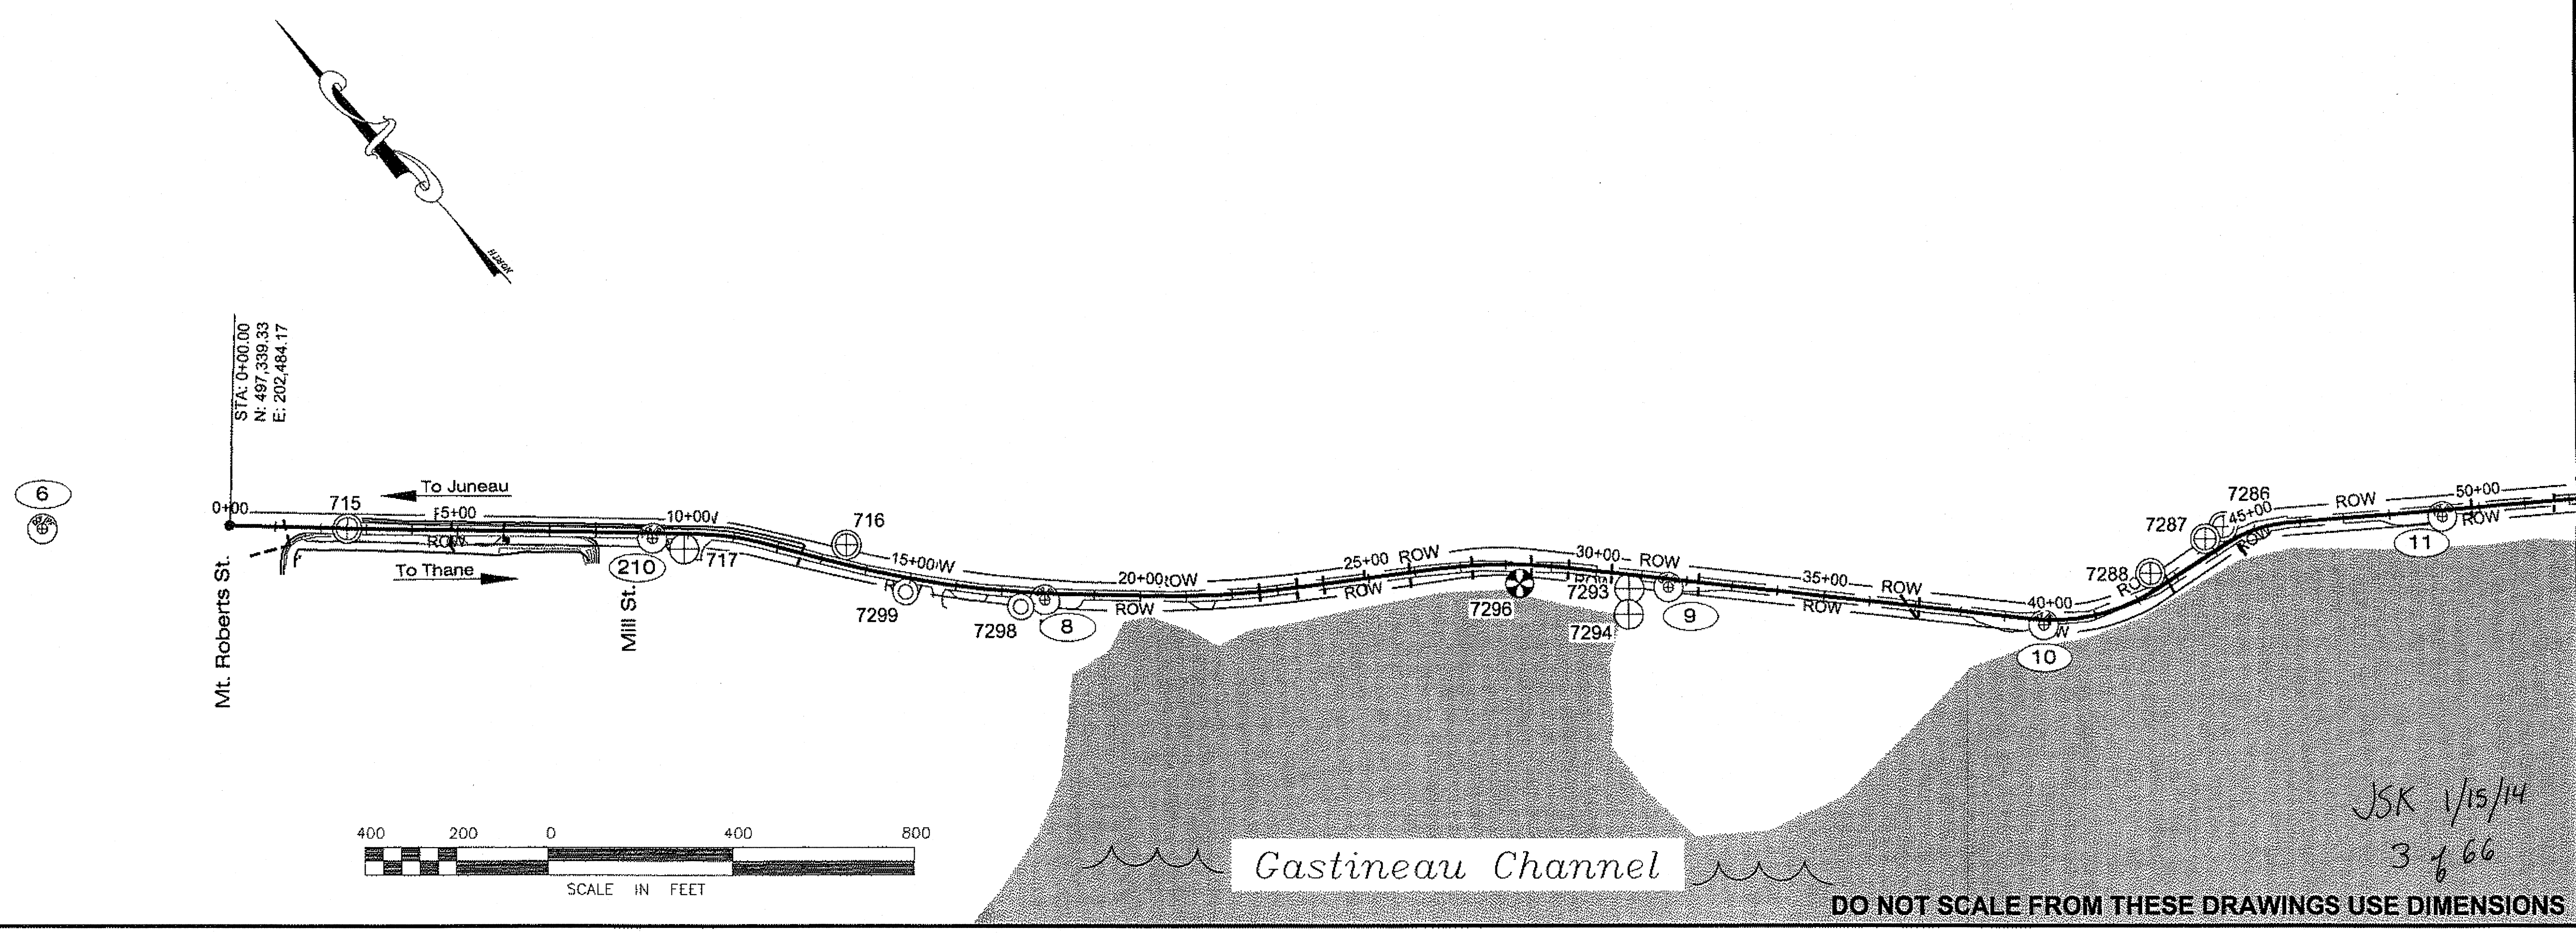 NORTH
STA: 0+00.00
N: 497,339.33
E: 202,484.17
6
0+00
715
To Juneau
5+00
ROW
To Thane
Mt. Roberts St.
210
Mill St.
10+00
717
716
15+00
7299
7298
8
20+00
ROW
ROW
25+00
ROW
ROW
7296
30+00
ROW
7293
7294
9
35+00
ROW
ROW
40+00
10
7288
7287
7286
45+00
ROW
ROW
11
50+00
ROW
400 200 0 400 800
SCALE IN FEET
Gastineau Channel
JSK 1/15/14
3 of 66
DO NOT SCALE FROM THESE DRAWINGS USE DIMENSIONS